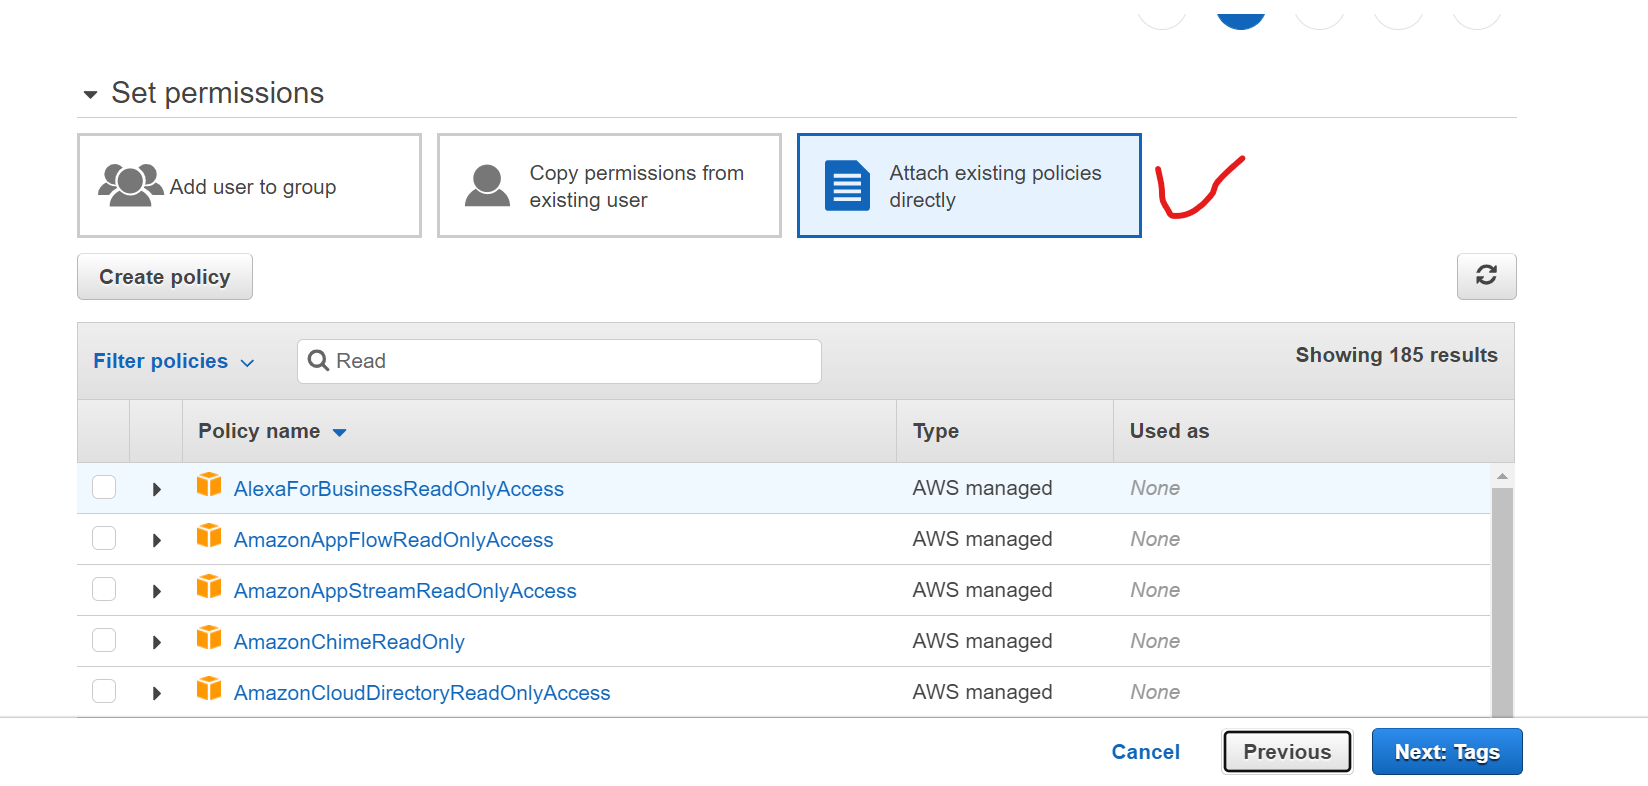 Set permissions
Add user to group
Copy permissions from
existing user
Attach existing policies
directly
Create policy
Filter policies
Read
Showing 185 results
Policy name Type Used as
AlexaForBusinessReadOnlyAccess AWS managed None
AmazonAppFlowReadOnlyAccess AWS managed None
AmazonAppStreamReadOnlyAccess AWS managed None
AmazonChimeReadOnly AWS managed None
AmazonCloudDirectoryReadOnlyAccess AWS managed None
Cancel Previous Next: Tags